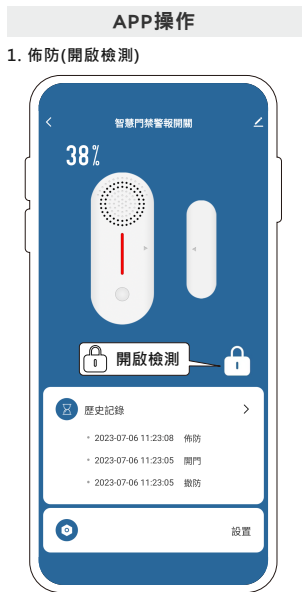 APP操作
1. 佈防(開啟檢測)
智慧門禁警報開關
38%
開啟檢測
歷史記錄
2023-07-06 11:23:08 佈防
2023-07-06 11:23:05 開門
2023-07-06 11:23:05 撤防
設置